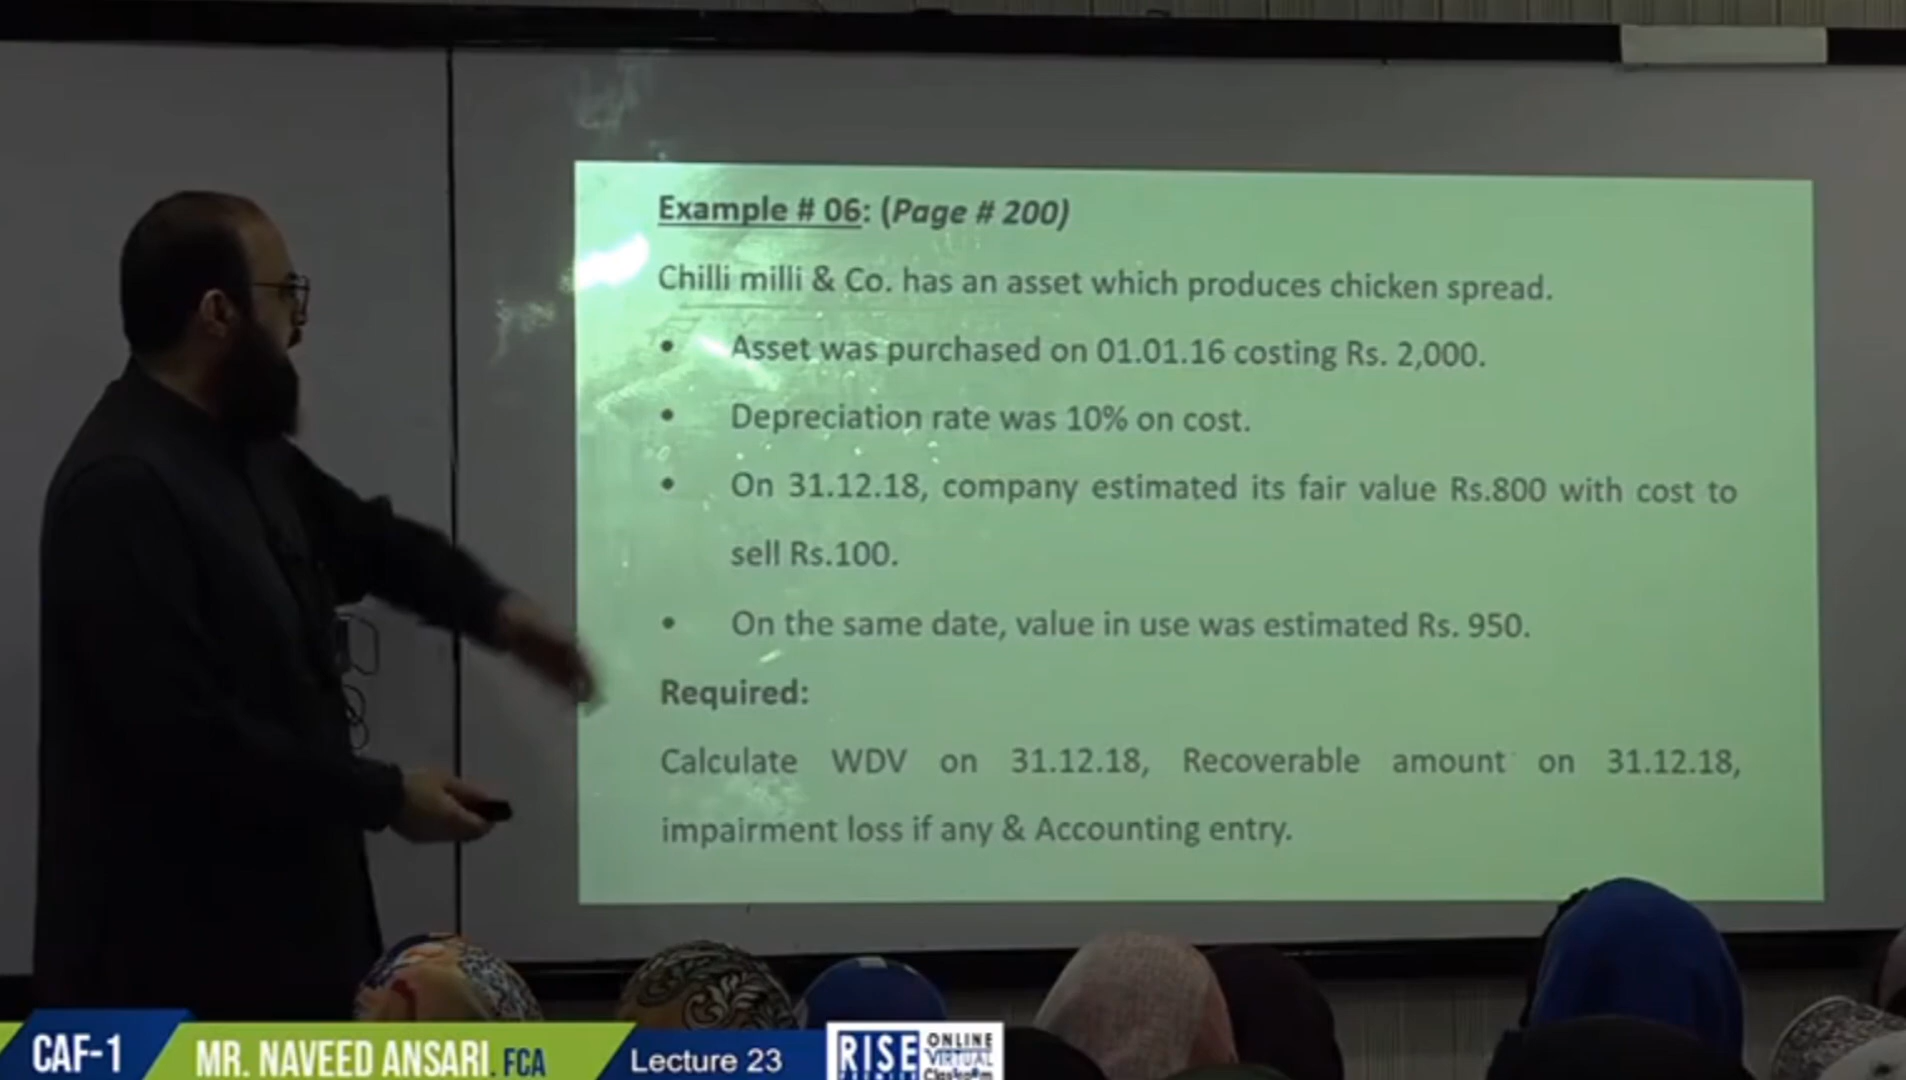 Example # 06: (Page # 200)
Chilli milli & Co. has an asset which produces chicken spread.
• Asset was purchased on 01.01.16 costing Rs. 2,000.
• Depreciation rate was 10% on cost.
• On 31.12.18, company estimated its fair value Rs.800 with cost to
sell Rs.100.
• On the same date, value in use was estimated Rs. 950.
Required:
Calculate WDV on 31.12.18, Recoverable amount on 31.12.18,
impairment loss if any & Accounting entry.
CAF-1
MR. NAVEED ANSARI. FCA
Lecture 23
RISE
PREMIER
ONLINE
VIRTUAL
Classroom